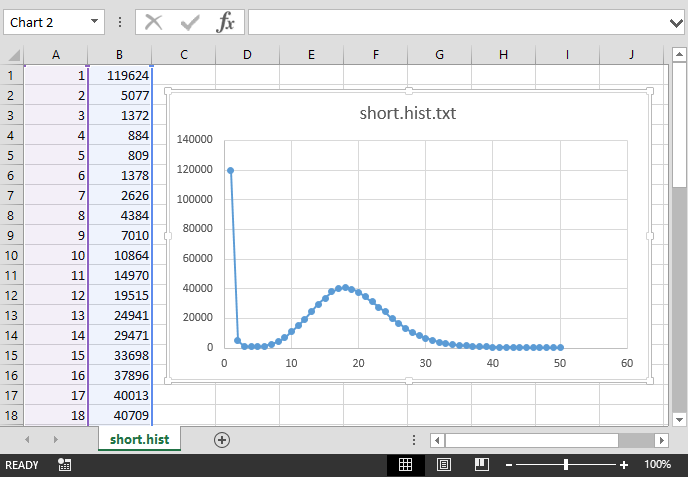 Chart 2 fx
A B C D E F G H I J
1 1 119624
2 2 5077
3 3 1372
4 4 884
5 5 809
6 6 1378
7 7 2626
8 8 4384
9 9 7010
10 10 10864
11 11 14970
12 12 19515
13 13 24941
14 14 29471
15 15 33698
16 16 37896
17 17 40013
18 18 40709
short.hist.txt
140000
120000
100000
80000
60000
40000
20000
0
0 10 20 30 40 50 60
short.hist
READY 100%